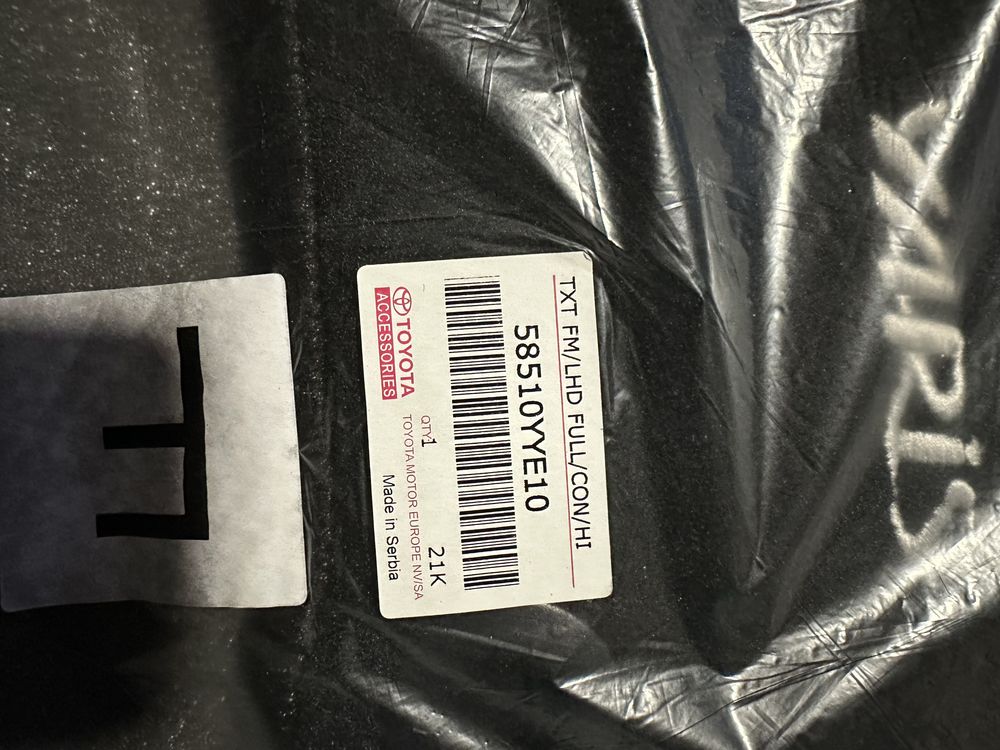 YARIS
TXT FM/LHD FULL/CON/HI
58510YYE10
QTY1
21K
TOYOTA
ACCESSORIES
TOYOTA MOTOR EUROPE NV/SA
Made in Serbia
F